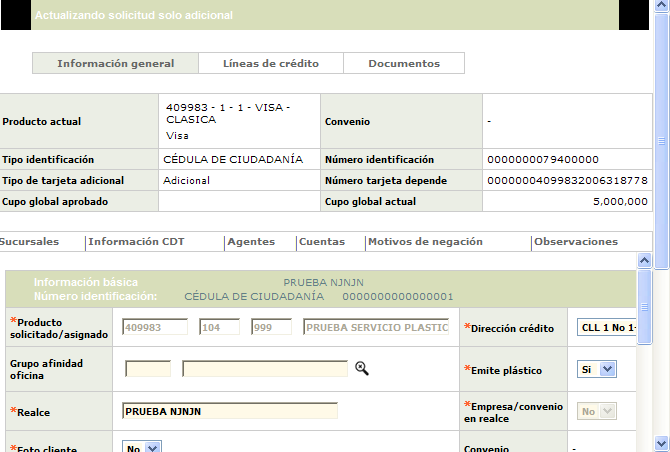 Actualizando solicitud solo adicional
Información general Líneas de crédito Documentos
Producto actual 409983 - 1 - 1 - VISA - CLASICA Visa Convenio -
Tipo identificación CÉDULA DE CIUDADANÍA Número identificación 0000000079400000
Tipo de tarjeta adicional Adicional Número tarjeta depende 0000004099832006318778
Cupo global aprobado Cupo global actual 5,000,000
Sucursales Información CDT Agentes Cuentas Motivos de negación Observaciones
Información básica PRUEBA NJNJN
Número identificación: CÉDULA DE CIUDADANÍA 0000000000000001
*Producto solicitado/asignado 409983 104 999 PRUEBA SERVICIO PLASTIC *Dirección crédito CLL 1 No 1-
Grupo afinidad oficina *Emite plástico Si
*Realce PRUEBA NJNJN *Empresa/convenio en realce No
*Foto cliente No Convenio -